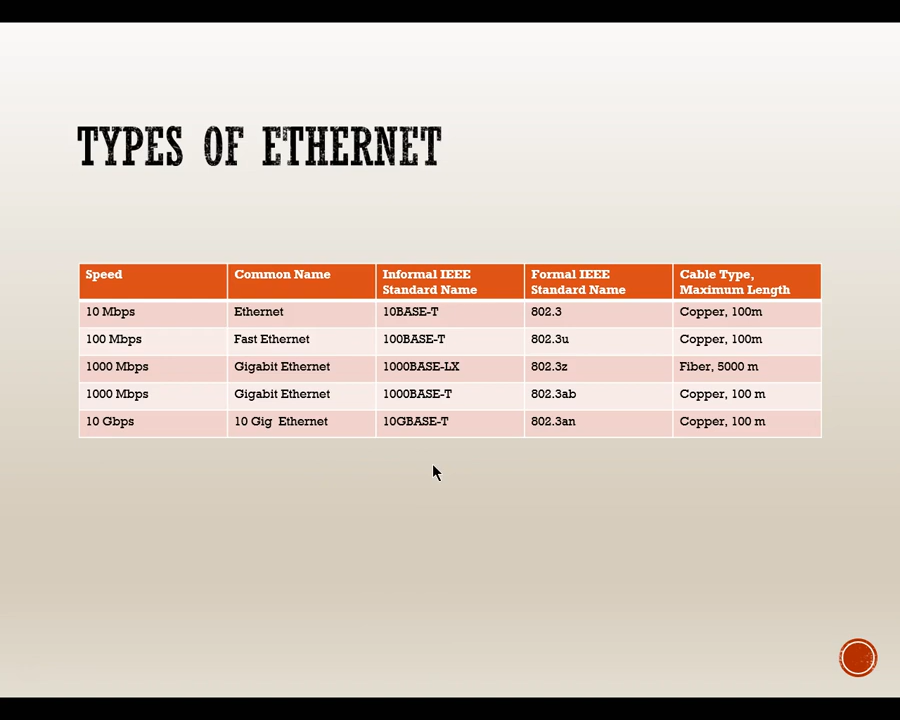 TYPES OF ETHERNET
Speed Common Name Informal IEEE Standard Name Formal IEEE Standard Name Cable Type, Maximum Length
10 Mbps Ethernet 10BASE-T 802.3 Copper, 100m
100 Mbps Fast Ethernet 100BASE-T 802.3u Copper, 100m
1000 Mbps Gigabit Ethernet 1000BASE-LX 802.3z Fiber, 5000 m
1000 Mbps Gigabit Ethernet 1000BASE-T 802.3ab Copper, 100 m
10 Gbps 10 Gig Ethernet 10GBASE-T 802.3an Copper, 100 m